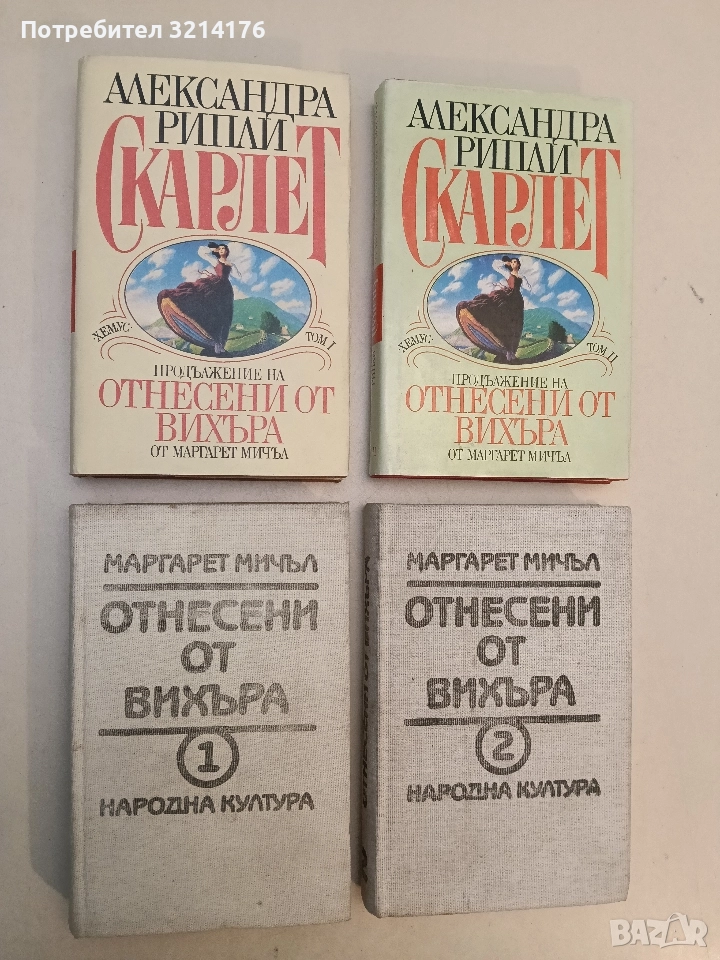 Потребител 3214176
АЛЕКСАНДРА
РИПЛИ
СКАРЛЕТ
·ХЕМУС· ТОМ I
ПРОДЪЛЖЕНИЕ НА
ОТНЕСЕНИ ОТ
ВИХЪРА
ОТ МАРГАРЕТ МИЧЪЛ
АЛЕКСАНДРА
РИПЛИ
СКАРЛЕТ
ХЕМУС· ТОМ II
ПРОДЪЛЖЕНИЕ НА
ОТНЕСЕНИ ОТ
ВИХЪРА
ОТ МАРГАРЕТ МИЧЪЛ
МАРГАРЕТ МИЧЪЛ
ОТНЕСЕНИ
ОТ
ВИХЪРА
1
НАРОДНА КУЛТУРА
МАРГАРЕТ МИЧЪЛ
ОТНЕСЕНИ
ОТ
ВИХЪРА
2
НАРОДНА КУЛТУРА
BAZAR